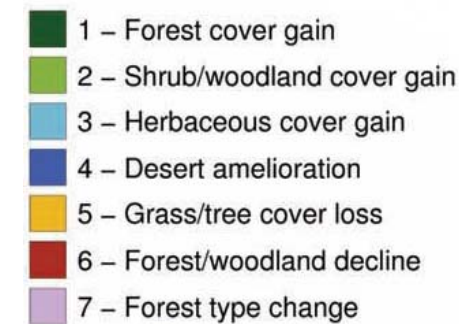 1 – Forest cover gain
2 – Shrub/woodland cover gain
3 – Herbaceous cover gain
4 – Desert amelioration
5 – Grass/tree cover loss
6 – Forest/woodland decline
7 – Forest type change